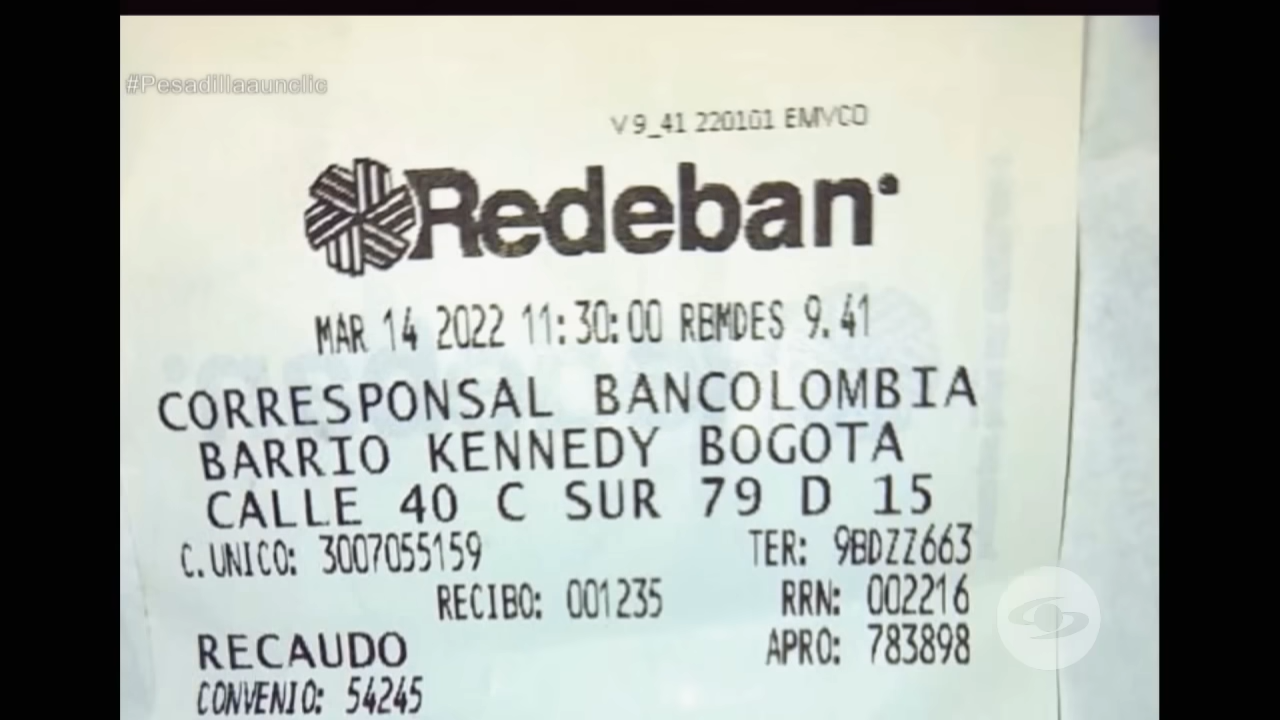 #Pesadillaaunclic
V 9_41 220101 EMVCO
Redeban
MAR 14 2022 11:30:00 RBMDES 9.41
CORRESPONSAL BANCOLOMBIA
BARRIO KENNEDY BOGOTA
CALLE 40 C SUR 79 D 15
C.UNICO: 3007055159 TER: 9BDZZ663
RECIBO: 001235 RRN: 002216
RECAUDO APRO: 783898
CONVENIO: 54245